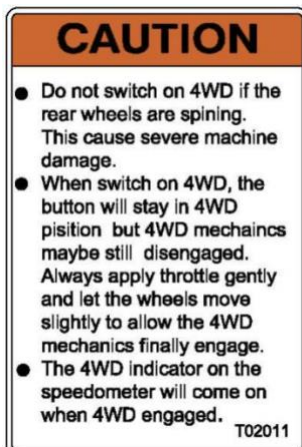 CAUTION
● Do not switch on 4WD if the
rear wheels are spining.
This cause severe machine
damage.
● When switch on 4WD, the
button will stay in 4WD
pisition but 4WD mechaincs
maybe still disengaged.
Always apply throttle gently
and let the wheels move
slightly to allow the 4WD
mechanics finally engage.
● The 4WD indicator on the
speedometer will come on
when 4WD engaged.
T02011